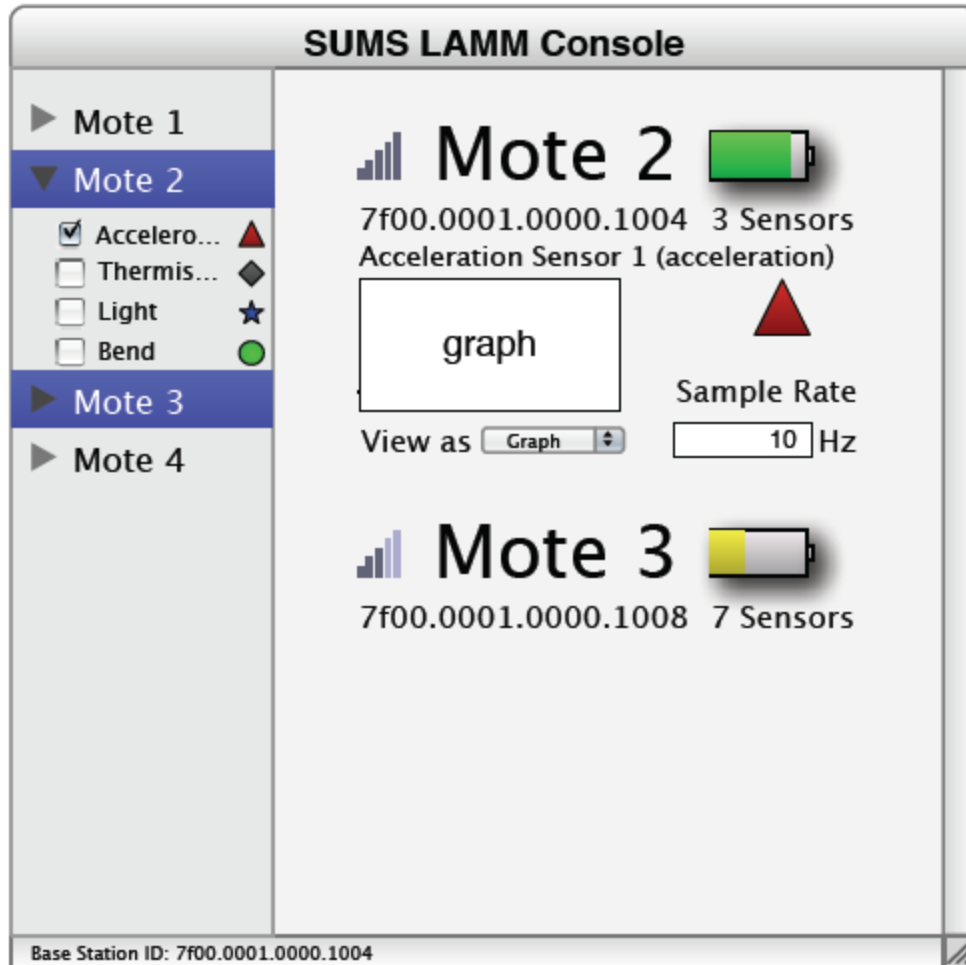 SUMS LAMM Console
Mote 1
Mote 2
Accelero...
Thermis...
Light
Bend
Mote 3
Mote 4
Mote 2
7f00.0001.0000.1004 3 Sensors
Acceleration Sensor 1 (acceleration)
graph
Sample Rate
View as Graph 10 Hz
Mote 3
7f00.0001.0000.1008 7 Sensors
Base Station ID: 7f00.0001.0000.1004